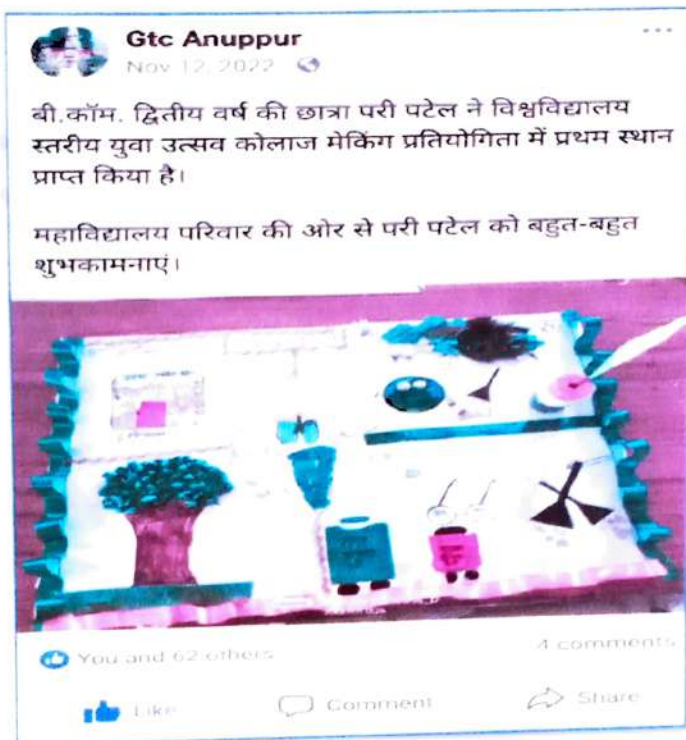 Gtc Anuppur
Nov 12, 2022
बी.कॉम. द्वितीय वर्ष की छात्रा परी पटेल ने विश्वविद्यालय
स्तरीय युवा उत्सव कोलाज मेकिंग प्रतियोगिता में प्रथम स्थान
प्राप्त किया है।
महाविद्यालय परिवार की ओर से परी पटेल को बहुत-बहुत
शुभकामनाएं।
You and 62 others
4 comments
Like
Comment
Share